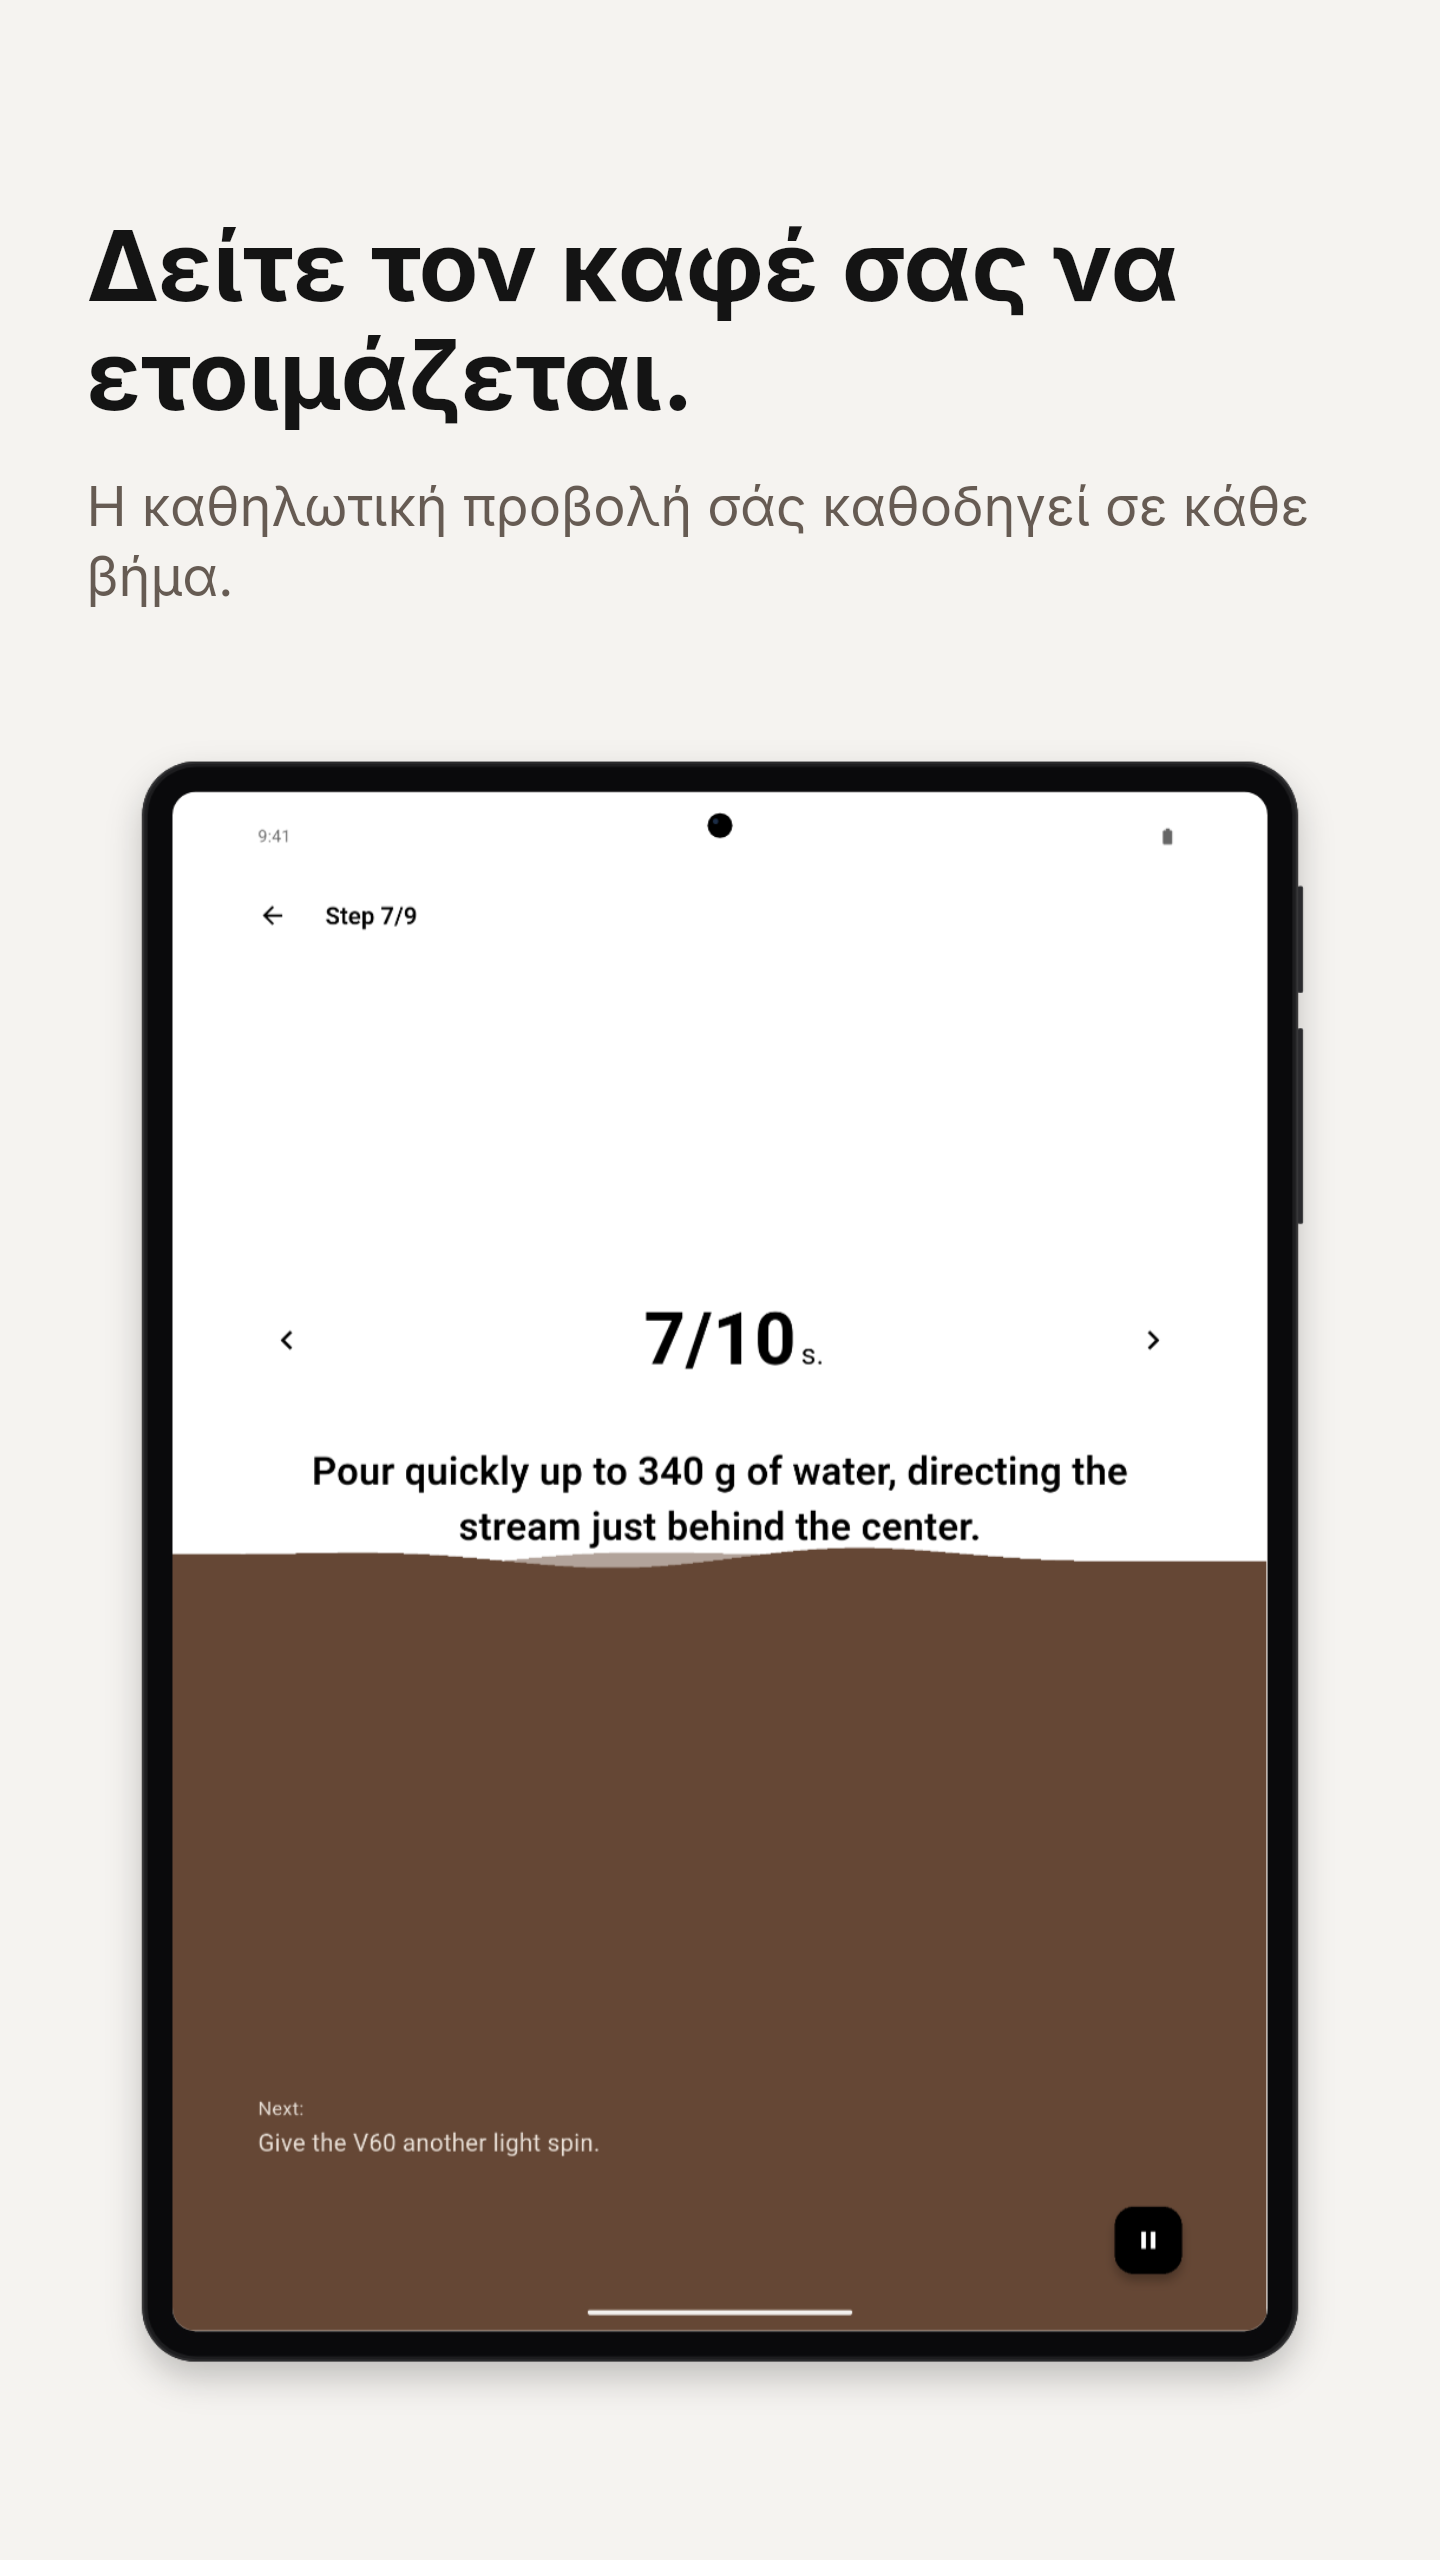 Δείτε τον καφέ σας να
ετοιμάζεται.
Η καθηλωτική προβολή σάς καθοδηγεί σε κάθε
βήμα.
9:41
Step 7/9
7/10 s.
Pour quickly up to 340 g of water, directing the
stream just behind the center.
Next:
Give the V60 another light spin.